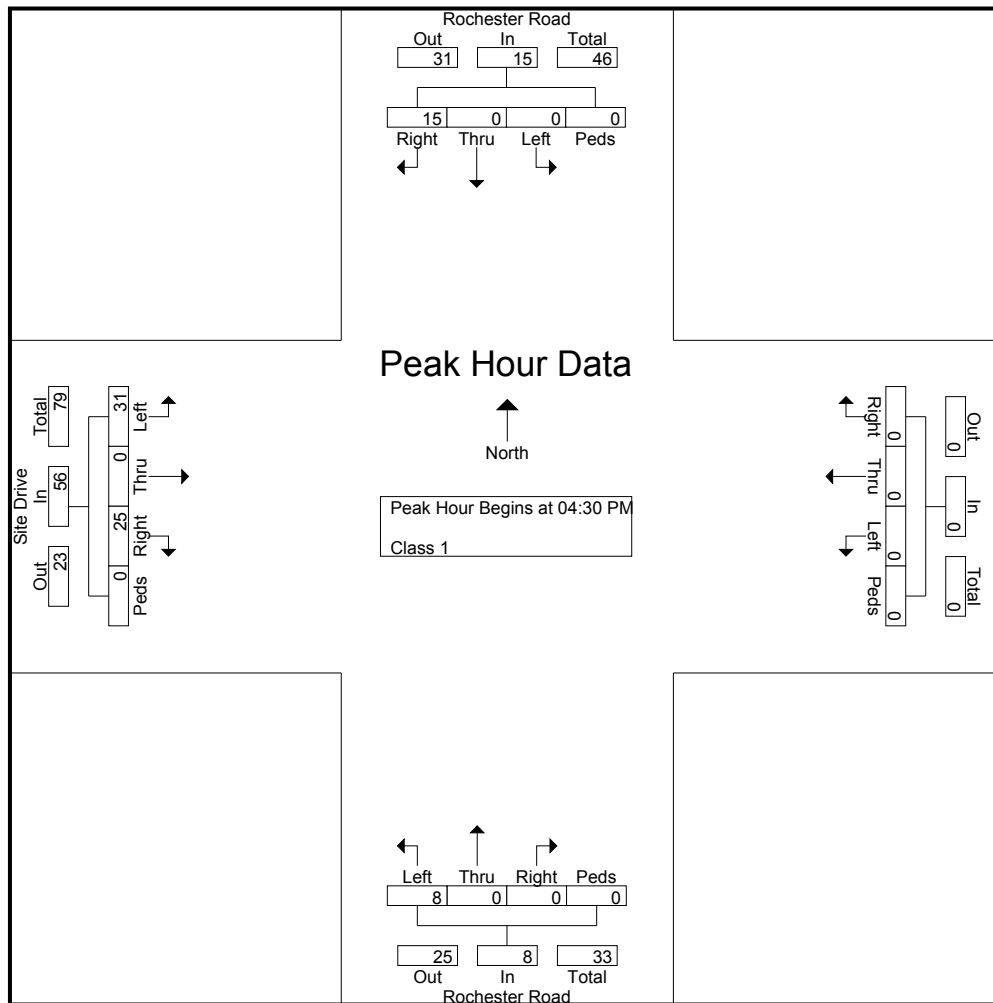 Rochester Road
Out In Total
31 15 46
15 0 0 0
Right Thru Left Peds
Peak Hour Data
North
Peak Hour Begins at 04:30 PM
Class 1
Site Drive
Out In Total
23 56 79
Left Thru Right Peds
31 0 25 0
Out In Total
0 0 0
Right Thru Left Peds
0 0 0 0
Left Thru Right Peds
8 0 0 0
25 8 33
Out In Total
Rochester Road